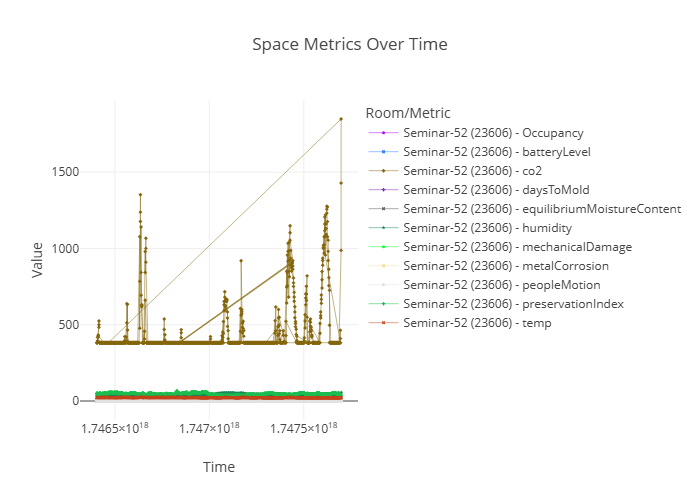 Space Metrics Over Time
Room/Metric
Seminar-52 (23606) - Occupancy
Seminar-52 (23606) - batteryLevel
Seminar-52 (23606) - co2
Seminar-52 (23606) - daysToMold
Seminar-52 (23606) - equilibriumMoistureContent
Seminar-52 (23606) - humidity
Seminar-52 (23606) - mechanicalDamage
Seminar-52 (23606) - metalCorrosion
Seminar-52 (23606) - peopleMotion
Seminar-52 (23606) - preservationIndex
Seminar-52 (23606) - temp
Value
1500
1000
500
0
1.7465×10¹⁸ 1.747×10¹⁸ 1.7475×10¹⁸
Time